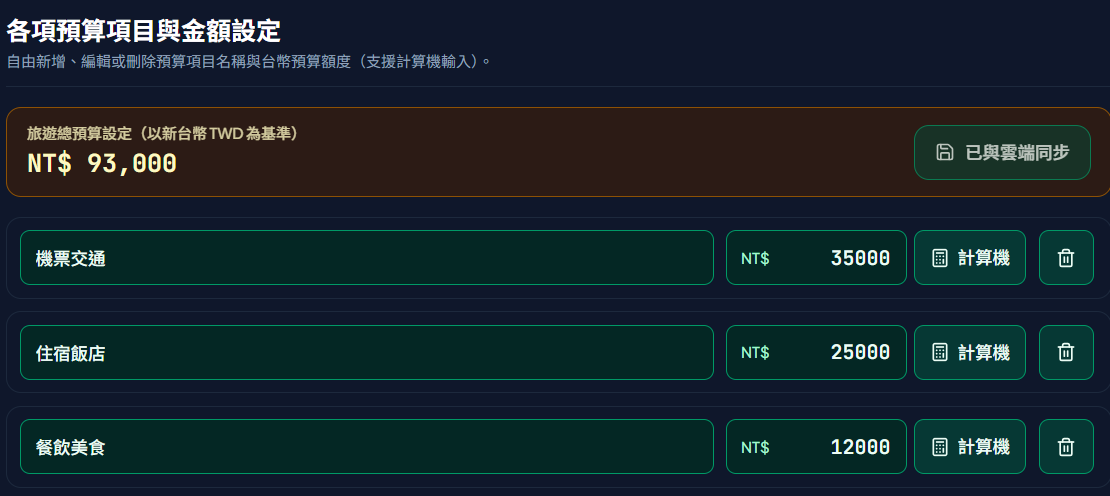 各項預算項目與金額設定
自由新增、編輯或刪除預算項目名稱與台幣預算額度（支援計算機輸入）。
旅遊總預算設定（以新台幣 TWD 為基準）
NT$ 93,000
已與雲端同步
機票交通 NT$ 35000 計算機
住宿飯店 NT$ 25000 計算機
餐飲美食 NT$ 12000 計算機